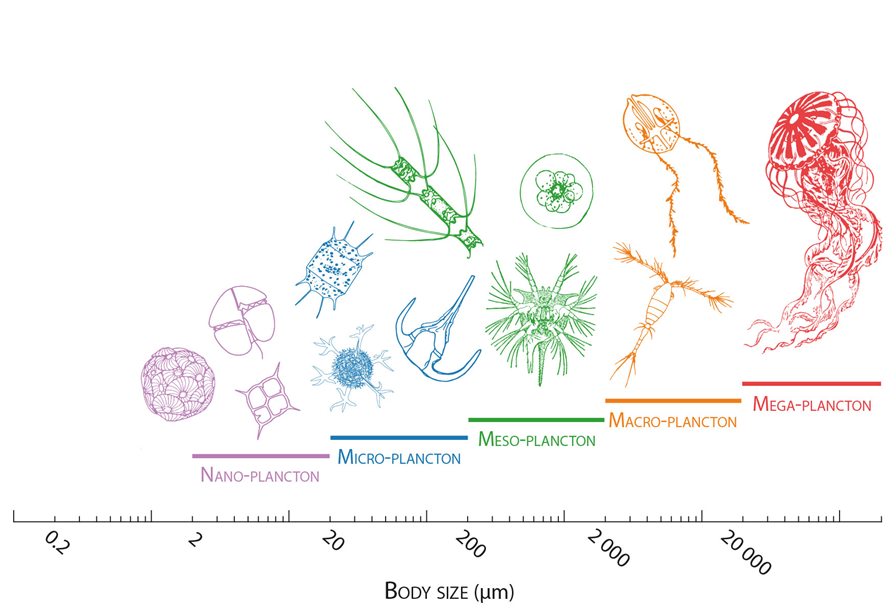 Mega-plancton
Macro-plancton
Meso-plancton
Micro-plancton
Nano-plancton
0.2 2 20 200 2 000 20 000
Body size (µm)